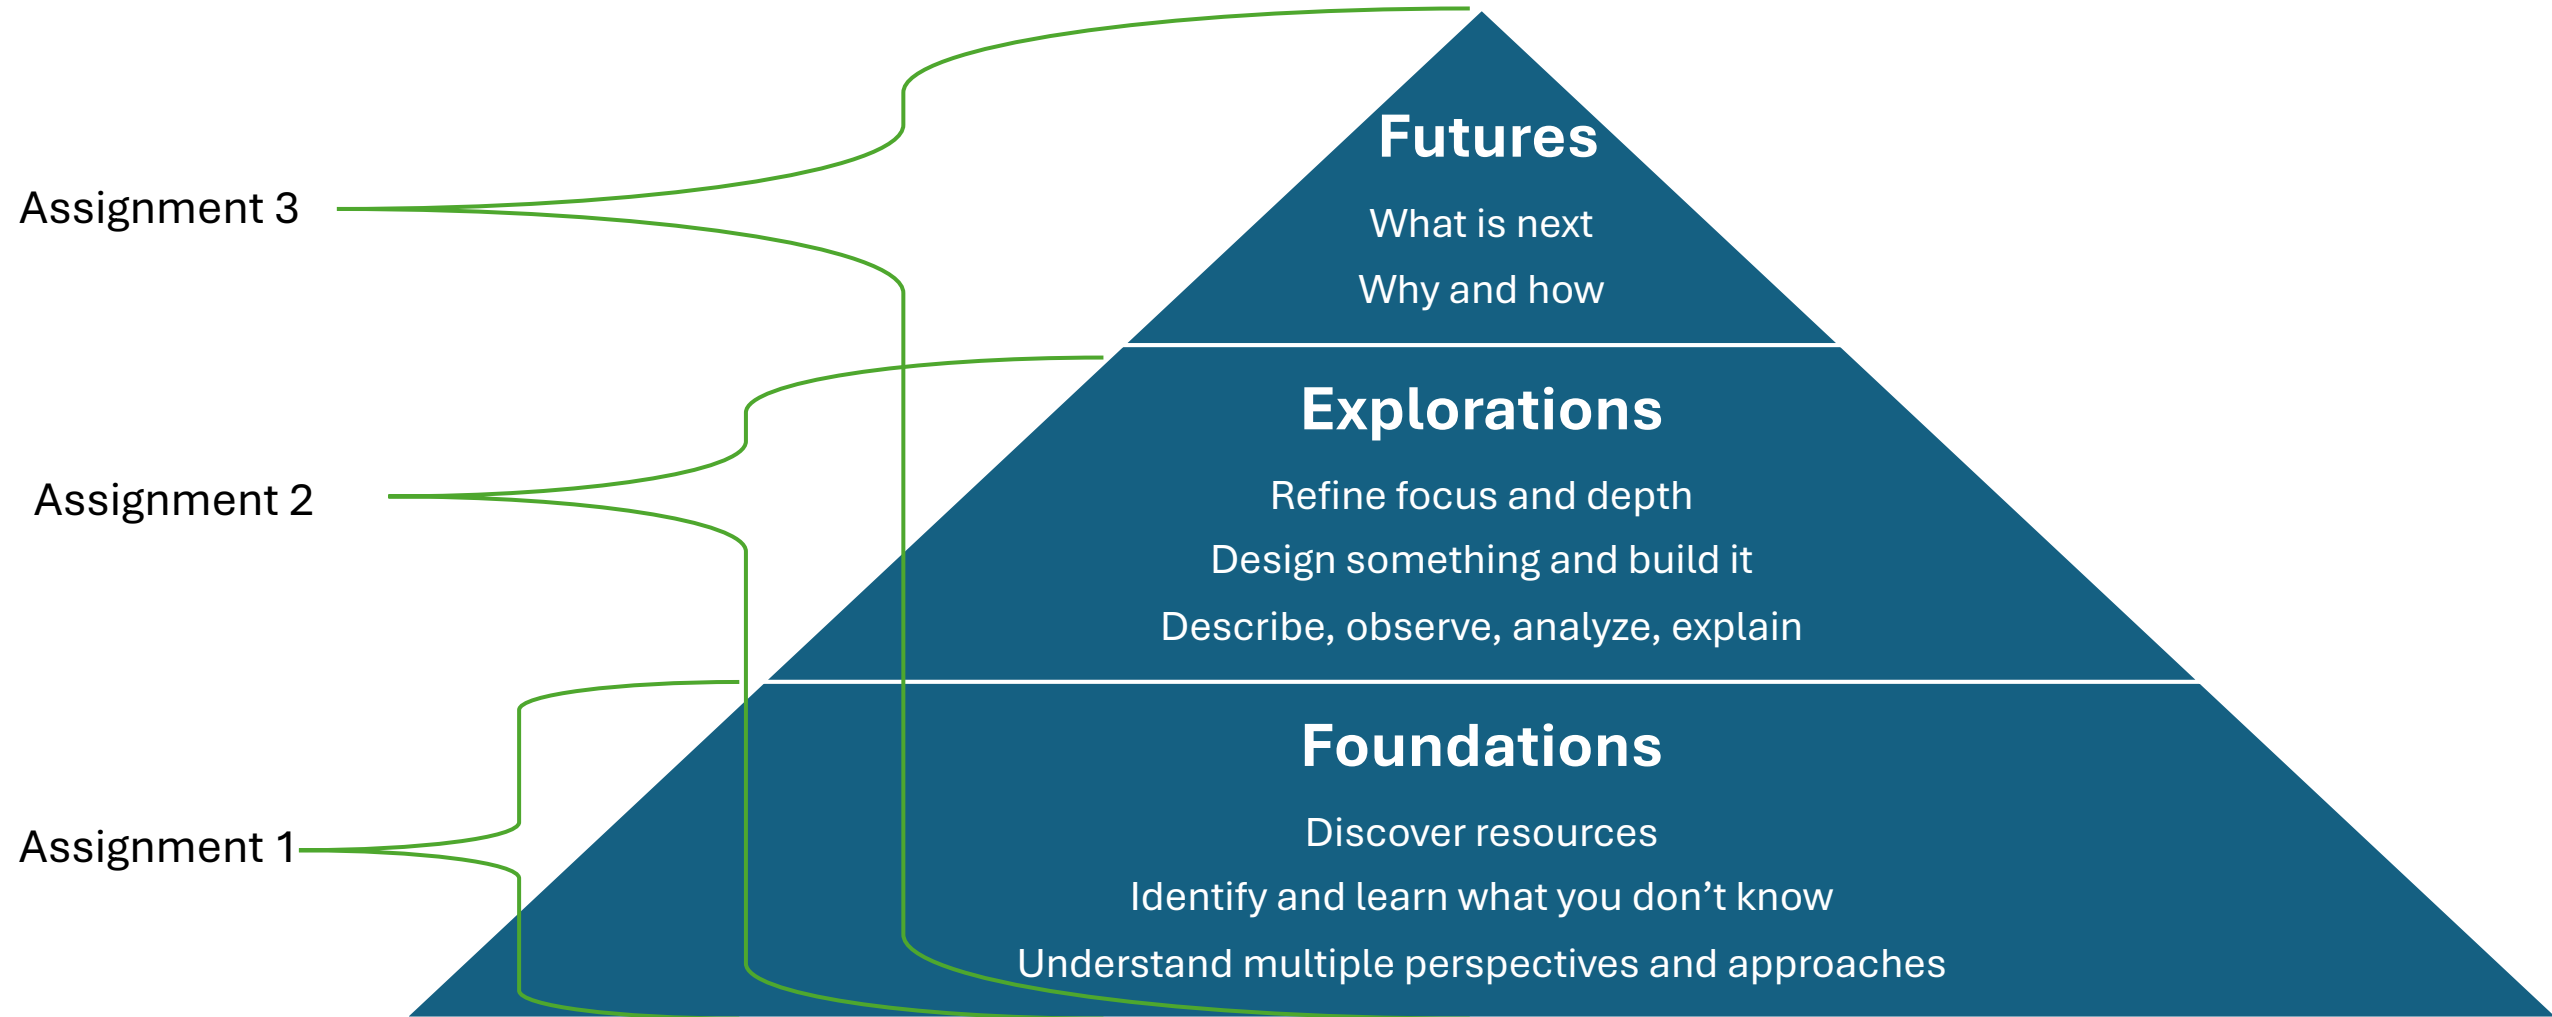 Futures
What is next
Why and how
Assignment 3
Explorations
Refine focus and depth
Design something and build it
Describe, observe, analyze, explain
Assignment 2
Foundations
Discover resources
Identify and learn what you don’t know
Understand multiple perspectives and approaches
Assignment 1